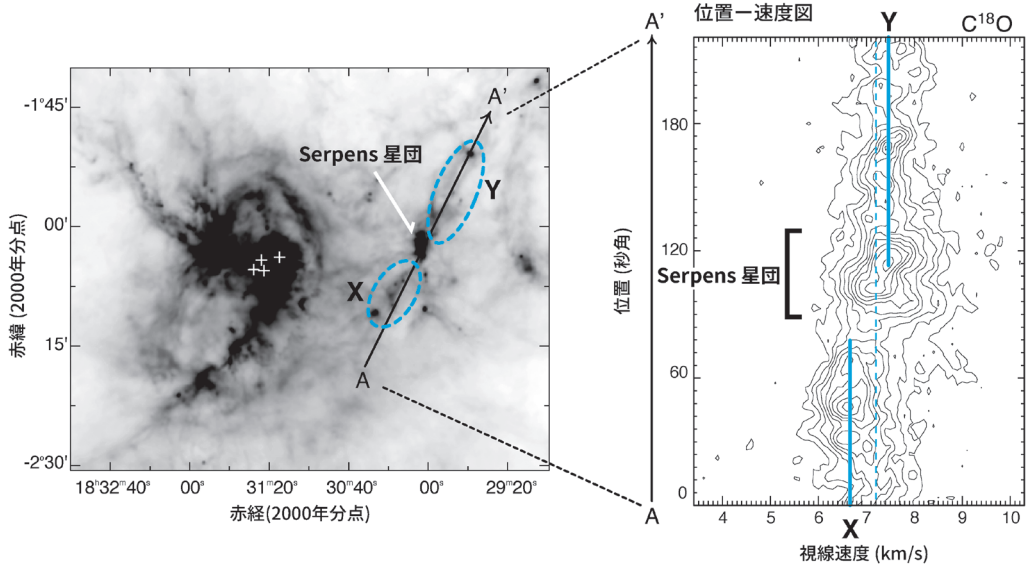 位置ー速度図
Y
C¹⁸O
A'
A'
-1°45'
Serpens 星団
Y
180
00'
赤緯 (2000年分点)
X
位置 (秒角)
120
Serpens 星団
15'
A
60
-2°30'
0
18ʰ32ᵐ40ˢ 00ˢ 31ᵐ20ˢ 30ᵐ40ˢ 00ˢ 29ᵐ20ˢ
赤経(2000年分点)
A
4 5 6 7 8 9 10
X
視線速度 (km/s)